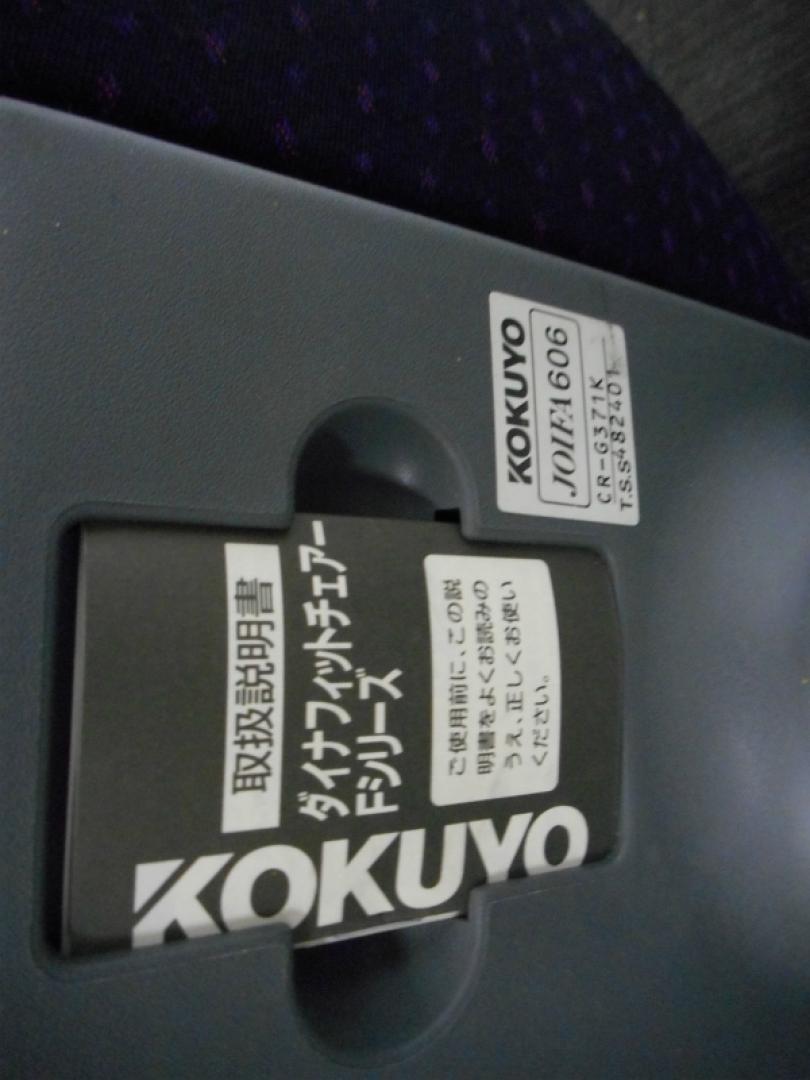 KOKUYO
JOIFA606
CR-G371K
T.S.S482401
取扱説明書
ダイナフィットチェアー
Fシリーズ
ご使用前に、この説
明書をよくお読みの
うえ、正しくお使い
ください。
KOKUYO